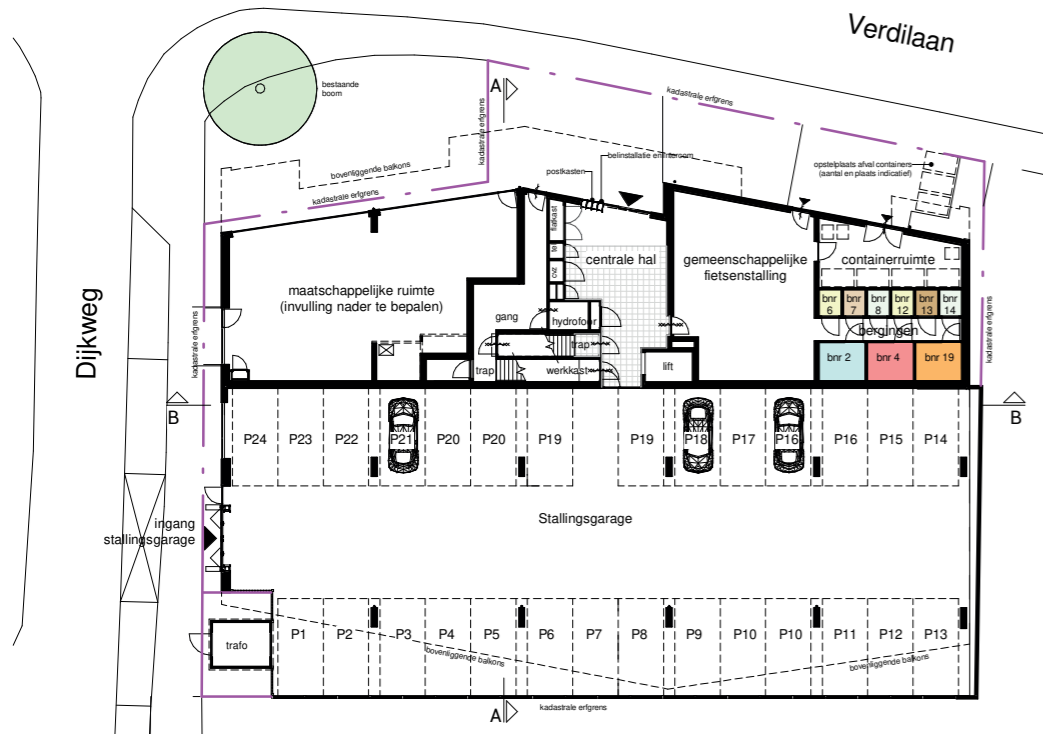 Verdilaan
bestaande
boom
A
kadastrale erfgrens
kadastrale erfgrens
bovenliggende balkons
kadastrale erfgrens
belinstallatie en intercom
postkasten
opstelplaats afval containers
(aantal en plaats indicatief)
Dijkweg
kadastrale erfgrens
maatschappelijke ruimte
(invulling nader te bepalen)
fietkast
te
cvz
centrale hal
gemeenschappelijke
fietsenstalling
containerruimte
bnr
6
bnr
7
bnr
8
bnr
12
bnr
13
bnr
14
gang
hydrofoor
bergingen
trap
trap
werkkast
lift
bnr 2
bnr 4
bnr 19
kadastrale erfgrens
B
B
P24
P23
P22
P21
P20
P20
P19
P19
P18
P17
P16
P16
P15
P14
ingang
stallingsgarage
Stallingsgarage
trafo
P1
P2
P3
P4
P5
P6
P7
P8
P9
P10
P10
P11
P12
P13
bovenliggende balkons
bovenliggende balkons
A
kadastrale erfgrens